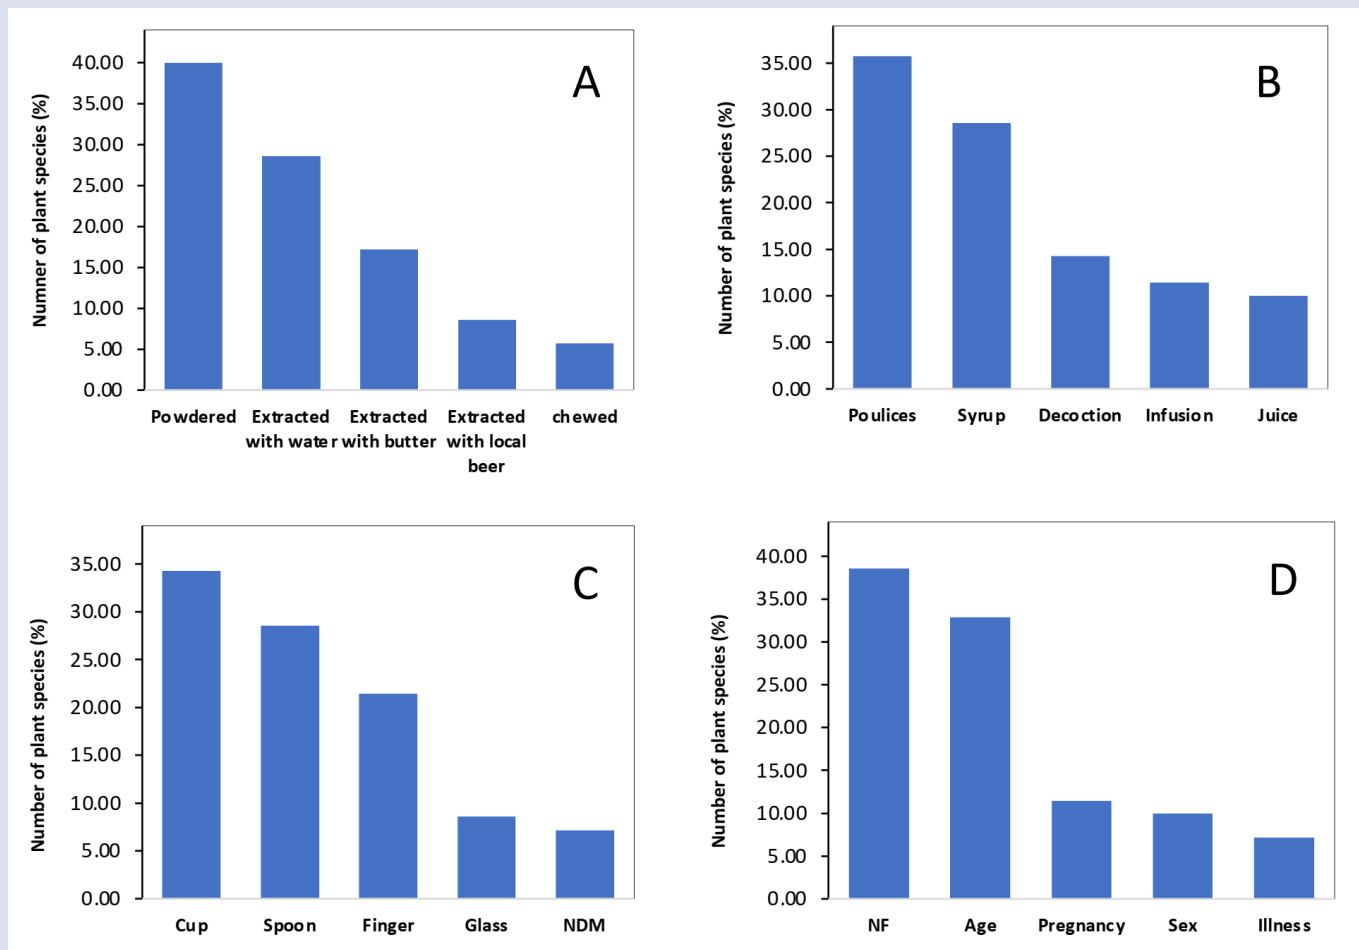 A
Numner of plant species (%)
40.00
35.00
30.00
25.00
20.00
15.00
10.00
5.00
0.00
Powdered
Extracted with water
Extracted with butter
Extracted with local beer
chewed
B
Number of plant species (%)
35.00
30.00
25.00
20.00
15.00
10.00
5.00
0.00
Poulices
Syrup
Decoction
Infusion
Juice
C
Number of plant species (%)
35.00
30.00
25.00
20.00
15.00
10.00
5.00
0.00
Cup
Spoon
Finger
Glass
NDM
D
Number of plant species (%)
40.00
35.00
30.00
25.00
20.00
15.00
10.00
5.00
0.00
NF
Age
Pregnancy
Sex
Illness